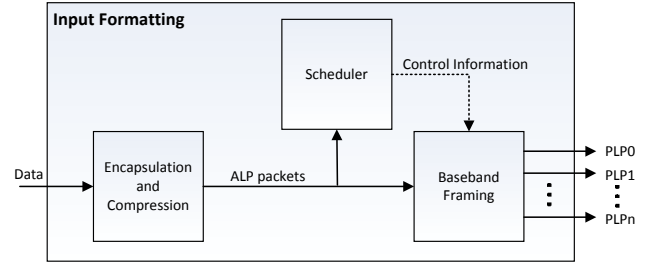 Input Formatting
Scheduler
Control Information
Data
Encapsulation
and
Compression
ALP packets
Baseband
Framing
PLP0
PLP1
PLPn